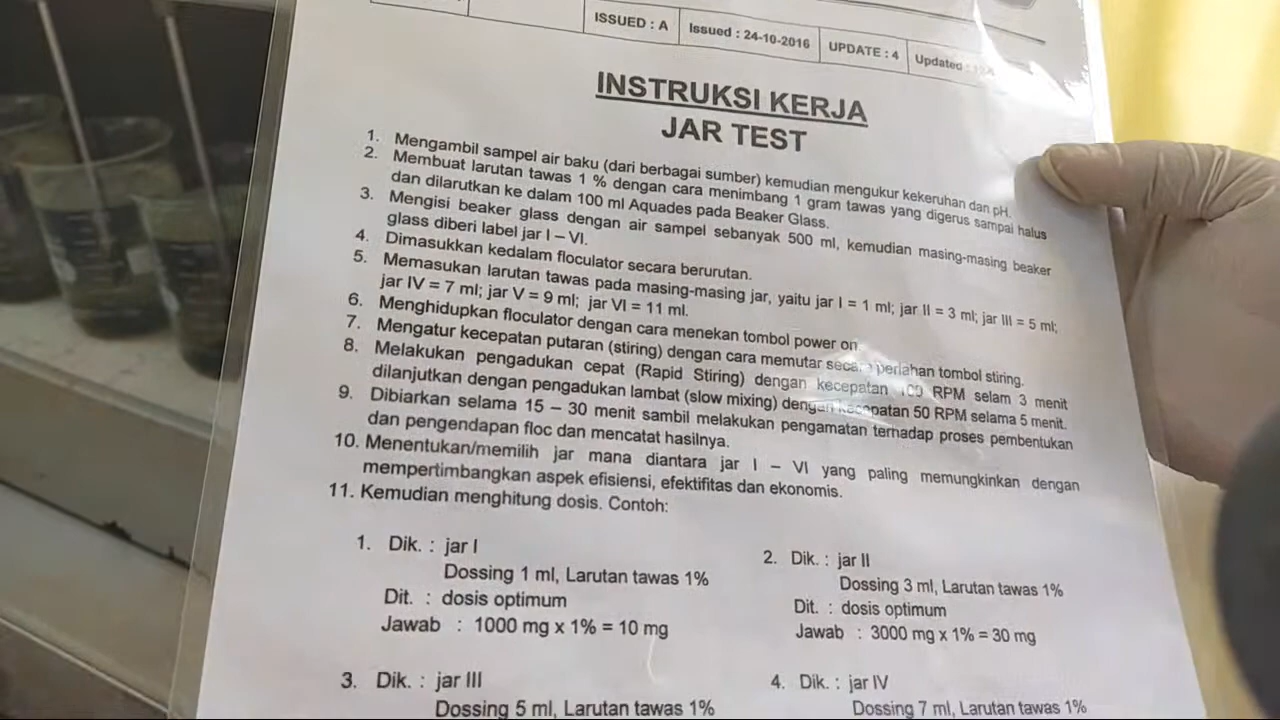 ISSUED : A Issued : 24-10-2016 UPDATE : 4 Updated :
INSTRUKSI KERJA
JAR TEST
1. Mengambil sampel air baku (dari berbagai sumber) kemudian mengukur kekeruhan dan pH.
2. Membuat larutan tawas 1 % dengan cara menimbang 1 gram tawas yang digerus sampai halus
dan dilarutkan ke dalam 100 ml Aquades pada Beaker Glass.
3. Mengisi beaker glass dengan air sampel sebanyak 500 ml, kemudian masing-masing beaker
glass diberi label jar I – VI.
4. Dimasukkan kedalam floculator secara berurutan.
5. Memasukan larutan tawas pada masing-masing jar, yaitu jar I = 1 ml; jar II = 3 ml; jar III = 5 ml;
jar IV = 7 ml; jar V = 9 ml; jar VI = 11 ml.
6. Menghidupkan floculator dengan cara menekan tombol power on.
7. Mengatur kecepatan putaran (stiring) dengan cara memutar secara perlahan tombol stiring.
8. Melakukan pengadukan cepat (Rapid Stiring) dengan kecepatan RPM selam 3 menit
dilanjutkan dengan pengadukan lambat (slow mixing) dengan kecepatan 50 RPM selama 5 menit.
9. Dibiarkan selama 15 – 30 menit sambil melakukan pengamatan terhadap proses pembentukan
dan pengendapan floc dan mencatat hasilnya.
10. Menentukan/memilih jar mana diantara jar I – VI yang paling memungkinkan dengan
mempertimbangkan aspek efisiensi, efektifitas dan ekonomis.
11. Kemudian menghitung dosis. Contoh:
1. Dik. : jar I
Dossing 1 ml, Larutan tawas 1%
Dit. : dosis optimum
Jawab : 1000 mg x 1% = 10 mg
2. Dik. : jar II
Dossing 3 ml, Larutan tawas 1%
Dit. : dosis optimum
Jawab : 3000 mg x 1% = 30 mg
3. Dik. : jar III
Dossing 5 ml, Larutan tawas 1%
4. Dik. : jar IV
Dossing 7 ml, Larutan tawas 1%